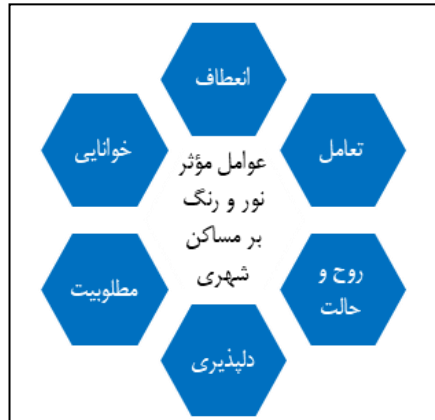 انعطاف
تعامل
خوانایی
عوامل مؤثر
نور و رنگ
بر مساکن
شهری
روح و
حالت
مطلوبیت
دلپذیری